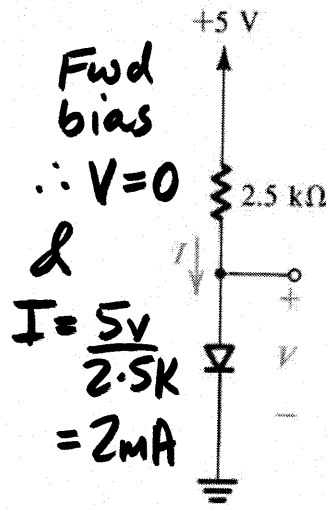 +5 V
Fwd
bias
∴ V=0
2.5 kΩ
&
I
I = 5v
2.5K
= 2mA
+
V
−